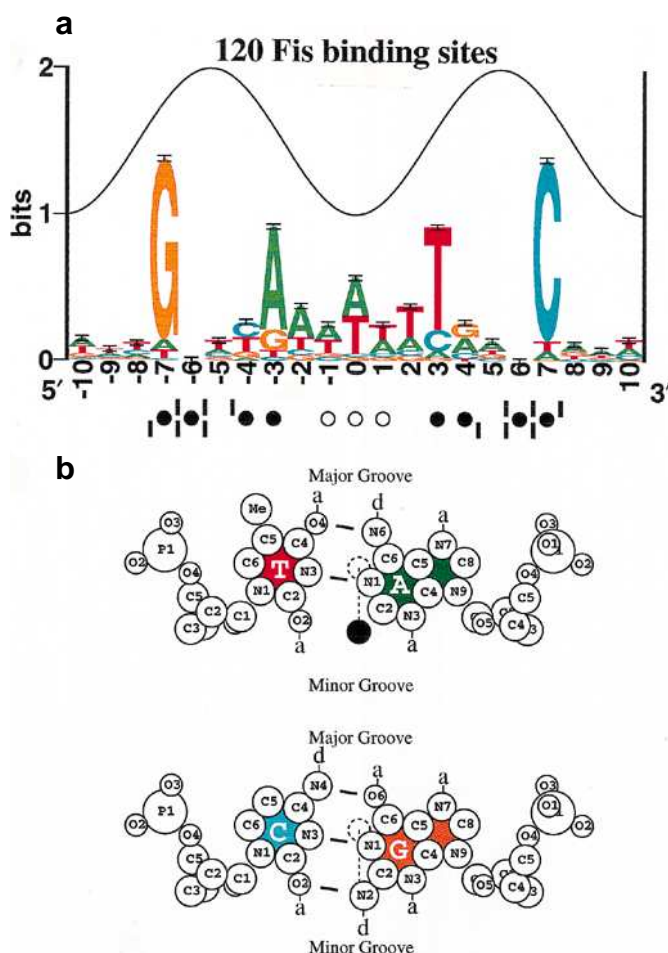 a
120 Fis binding sites
2
bits
1
0
5′ -10 -9 -8 -7 -6 -5 -4 -3 -2 -1 0 1 2 3 4 5 6 7 8 9 10 3′
G A A A A T T T C
b
Major Groove
a d
Me O4 N6 a
O3 C5 C4 N7 O3
P1 C6 O1
O2 O4 C6 T N3 N1 C5 C8 O4 O2
C5 N1 C2 A C4 N9 C5
C3 C2 C1 C2 N3 O5 C4 3
O2
a a
Minor Groove
Major Groove
d a a
N4 O6 N7
O3 C5 C4 C6 O3
P1 O1
O2 O4 C6 C N3 N1 C5 C8 O4 O2
C5 N1 C2 G C4 N9 C5
C3 C2 C1 C2 N3 O5 C4 3
O2 N2
a a
d
Minor Groove